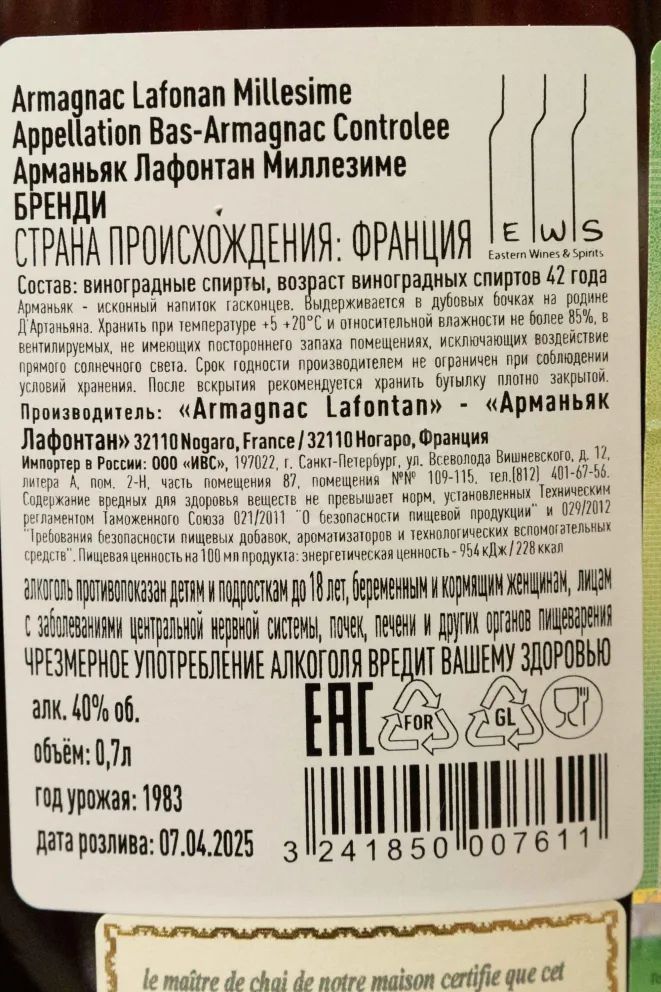 Armagnac Lafonan Millesime
Appellation Bas-Armagnac Controlee
Арманьяк Лафонтан Миллезиме
БРЕНДИ
СТРАНА ПРОИСХОЖДЕНИЯ: ФРАНЦИЯ
EWS
Eastern Wines & Spirits
Состав: виноградные спирты, возраст виноградных спиртов 42 года
Арманьяк - исконный напиток гасконцев. Выдерживается в дубовых бочках на родине
Д'Артаньяна. Хранить при температуре +5 +20°С и относительной влажности не более 85%, в
вентилируемых, не имеющих постороннего запаха помещениях, исключающих воздействие
прямого солнечного света. Срок годности производителем не ограничен при соблюдении
условий хранения. После вскрытия рекомендуется хранить бутылку плотно закрытой.
Производитель: «Armagnac Lafontan» - «Арманьяк
Лафонтан» 32110 Nogaro, France / 32110 Ногаро, Франция
Импортер в России: ООО «ИВС», 197022, г. Санкт-Петербург, ул. Всеволода Вишневского, д. 12,
литера А, пом. 2-Н, часть помещения 87, помещения №№ 109-115, тел.(812) 401-67-56.
Содержание вредных для здоровья веществ не превышает норм, установленных Техническим
регламентом Таможенного Союза 021/2011 "О безопасности пищевой продукции" и 029/2012
"Требования безопасности пищевых добавок, ароматизаторов и технологических вспомогательных
средств". Пищевая ценность на 100 мл продукта: энергетическая ценность - 954 кДж / 228 ккал
алкоголь противопоказан детям и подросткам до 18 лет, беременным и кормящим женщинам, лицам
с заболеваниями центральной нервной системы, почек, печени и других органов пищеварения
ЧРЕЗМЕРНОЕ УПОТРЕБЛЕНИЕ АЛКОГОЛЯ ВРЕДИТ ВАШЕМУ ЗДОРОВЬЮ
алк. 40% об.
объём: 0,7л
год урожая: 1983
дата розлива: 07.04.2025
EAC
FOR
GL
3 241850 007611
le maître de chai de notre maison certifie que cet